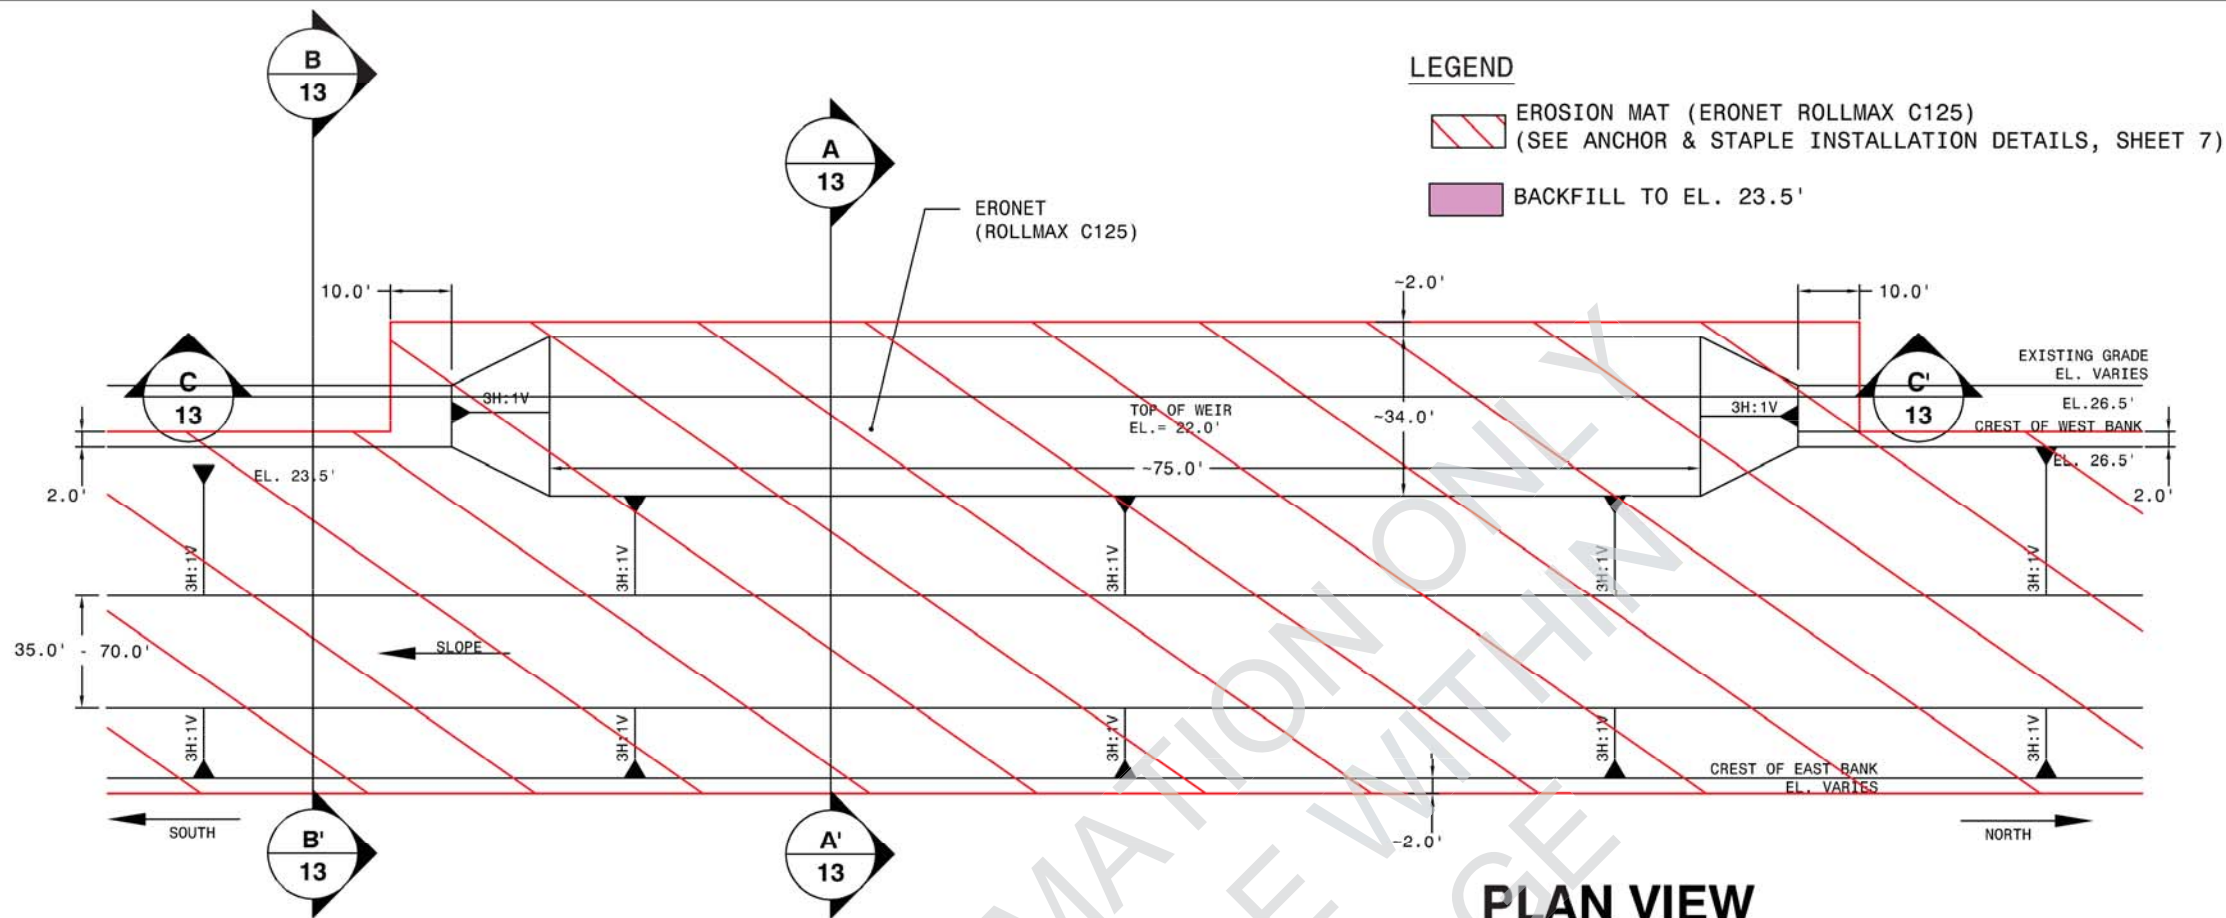 B
13
A
13
LEGEND
EROSION MAT (ERONET ROLLMAX C125)
(SEE ANCHOR & STAPLE INSTALLATION DETAILS, SHEET 7)
BACKFILL TO EL. 23.5'
ERONET
(ROLLMAX C125)
10.0'
~2.0'
10.0'
C
13
3H:1V
TOP OF WEIR
EL.= 22.0'
~34.0'
3H:1V
C'
13
EXISTING GRADE
EL. VARIES
EL.26.5'
CREST OF WEST BANK
EL. 26.5'
2.0'
EL. 23.5'
~75.0'
2.0'
3H:1V
3H:1V
3H:1V
3H:1V
3H:1V
35.0' - 70.0'
SLOPE
3H:1V
3H:1V
3H:1V
3H:1V
3H:1V
CREST OF EAST BANK
EL. VARIES
SOUTH
B'
13
A'
13
~2.0'
NORTH
PLAN VIEW
MATION ONLY
E WITHIN
GE